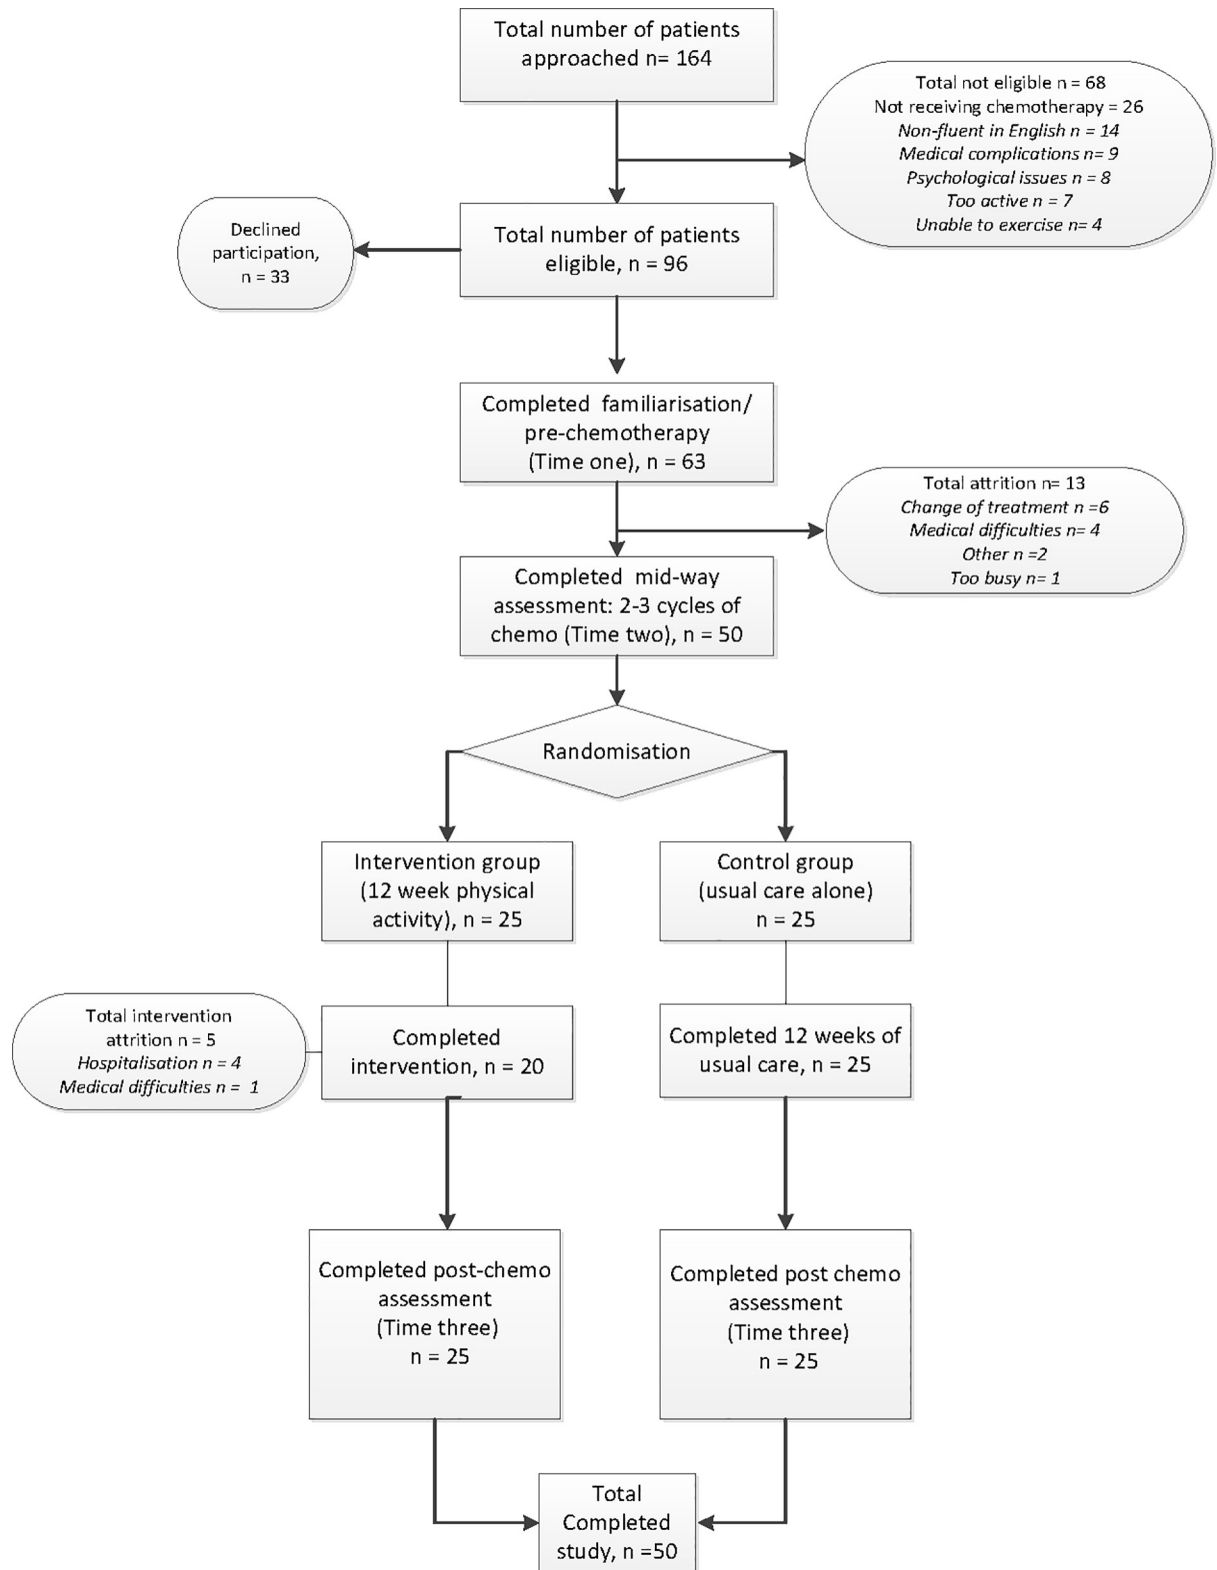 Total number of patients
approached n= 164
Total not eligible n = 68
Not receiving chemotherapy = 26
Non-fluent in English n = 14
Medical complications n= 9
Psychological issues n = 8
Too active n = 7
Unable to exercise n= 4
Declined
participation,
n = 33
Total number of patients
eligible, n = 96
Completed familiarisation/
pre-chemotherapy
(Time one), n = 63
Total attrition n= 13
Change of treatment n =6
Medical difficulties n= 4
Other n =2
Too busy n= 1
Completed mid-way
assessment: 2-3 cycles of
chemo (Time two), n = 50
Randomisation
Intervention group
(12 week physical
activity), n = 25
Control group
(usual care alone)
n = 25
Total intervention
attrition n = 5
Hospitalisation n = 4
Medical difficulties n = 1
Completed
intervention, n = 20
Completed 12 weeks of
usual care, n = 25
Completed post-chemo
assessment
(Time three)
n = 25
Completed post chemo
assessment
(Time three)
n = 25
Total
Completed
study, n =50